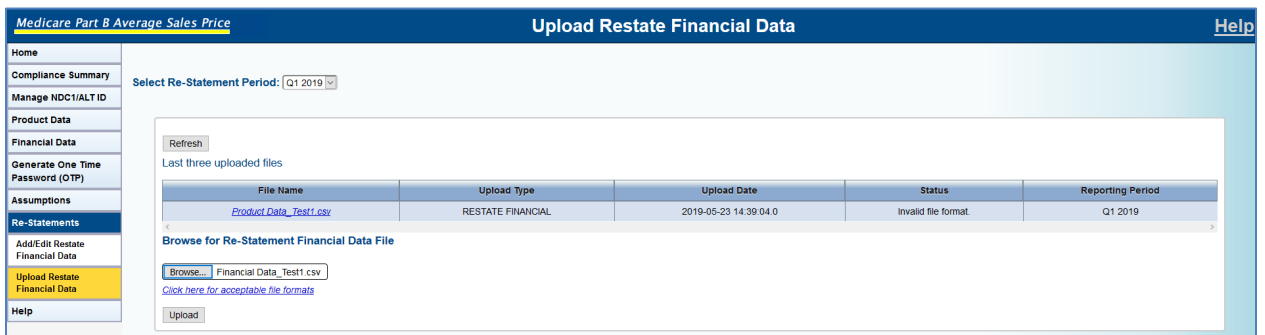 Medicare Part B Average Sales Price
Upload Restate Financial Data
Help
Home
Compliance Summary
Manage NDC1/ALT ID
Product Data
Financial Data
Generate One Time
Password (OTP)
Assumptions
Re-Statements
Add/Edit Restate
Financial Data
Upload Restate
Financial Data
Help
Select Re-Statement Period: Q1 2019
Refresh
Last three uploaded files
File Name Upload Type Upload Date Status Reporting Period
Product Data_Test1.csv RESTATE FINANCIAL 2019-05-23 14:39:04.0 Invalid file format. Q1 2019
Browse for Re-Statement Financial Data File
Browse... Financial Data_Test1.csv
Click here for acceptable file formats
Upload